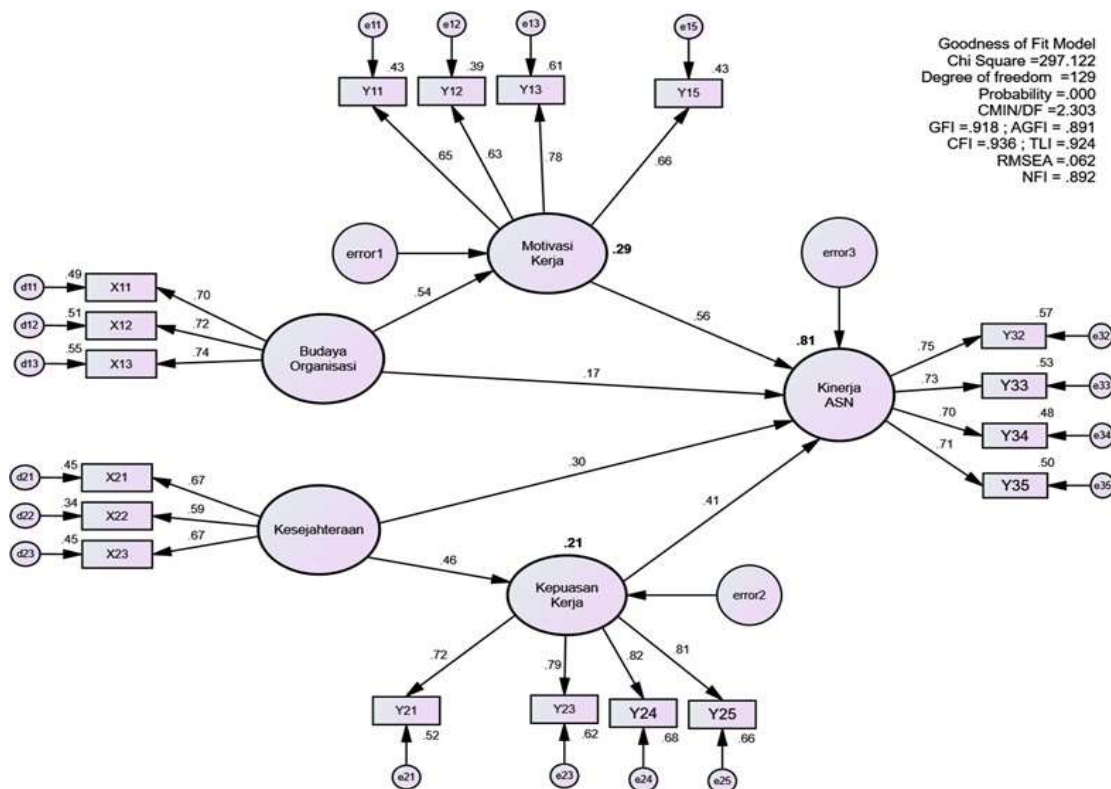 Goodness of Fit Model
Chi Square =297.122
Degree of freedom =129
Probability =.000
CMIN/DF =2.303
GFI =.918 ; AGFI = .891
CFI =.936 ; TLI =.924
RMSEA =.062
NFI = .892
e11
e12
e13
e15
.43
.39
.61
.43
Y11
Y12
Y13
Y15
.65
.63
.78
.66
error1
Motivasi
Kerja
.29
error3
d11
.49
X11
.70
d12
.51
X12
.72
d13
.55
X13
.74
Budaya
Organisasi
.54
.56
.17
.81
Kinerja
ASN
.75
Y32
.57
e32
.73
Y33
.53
e33
.70
Y34
.48
e34
.71
Y35
.50
e35
d21
.45
X21
.67
d22
.34
X22
.59
d23
.45
X23
.67
Kesejahteraan
.30
.41
.46
.21
Kepuasan
Kerja
error2
.72
.79
.82
.81
Y21
Y23
Y24
Y25
.52
.62
.68
.66
e21
e23
e24
e25